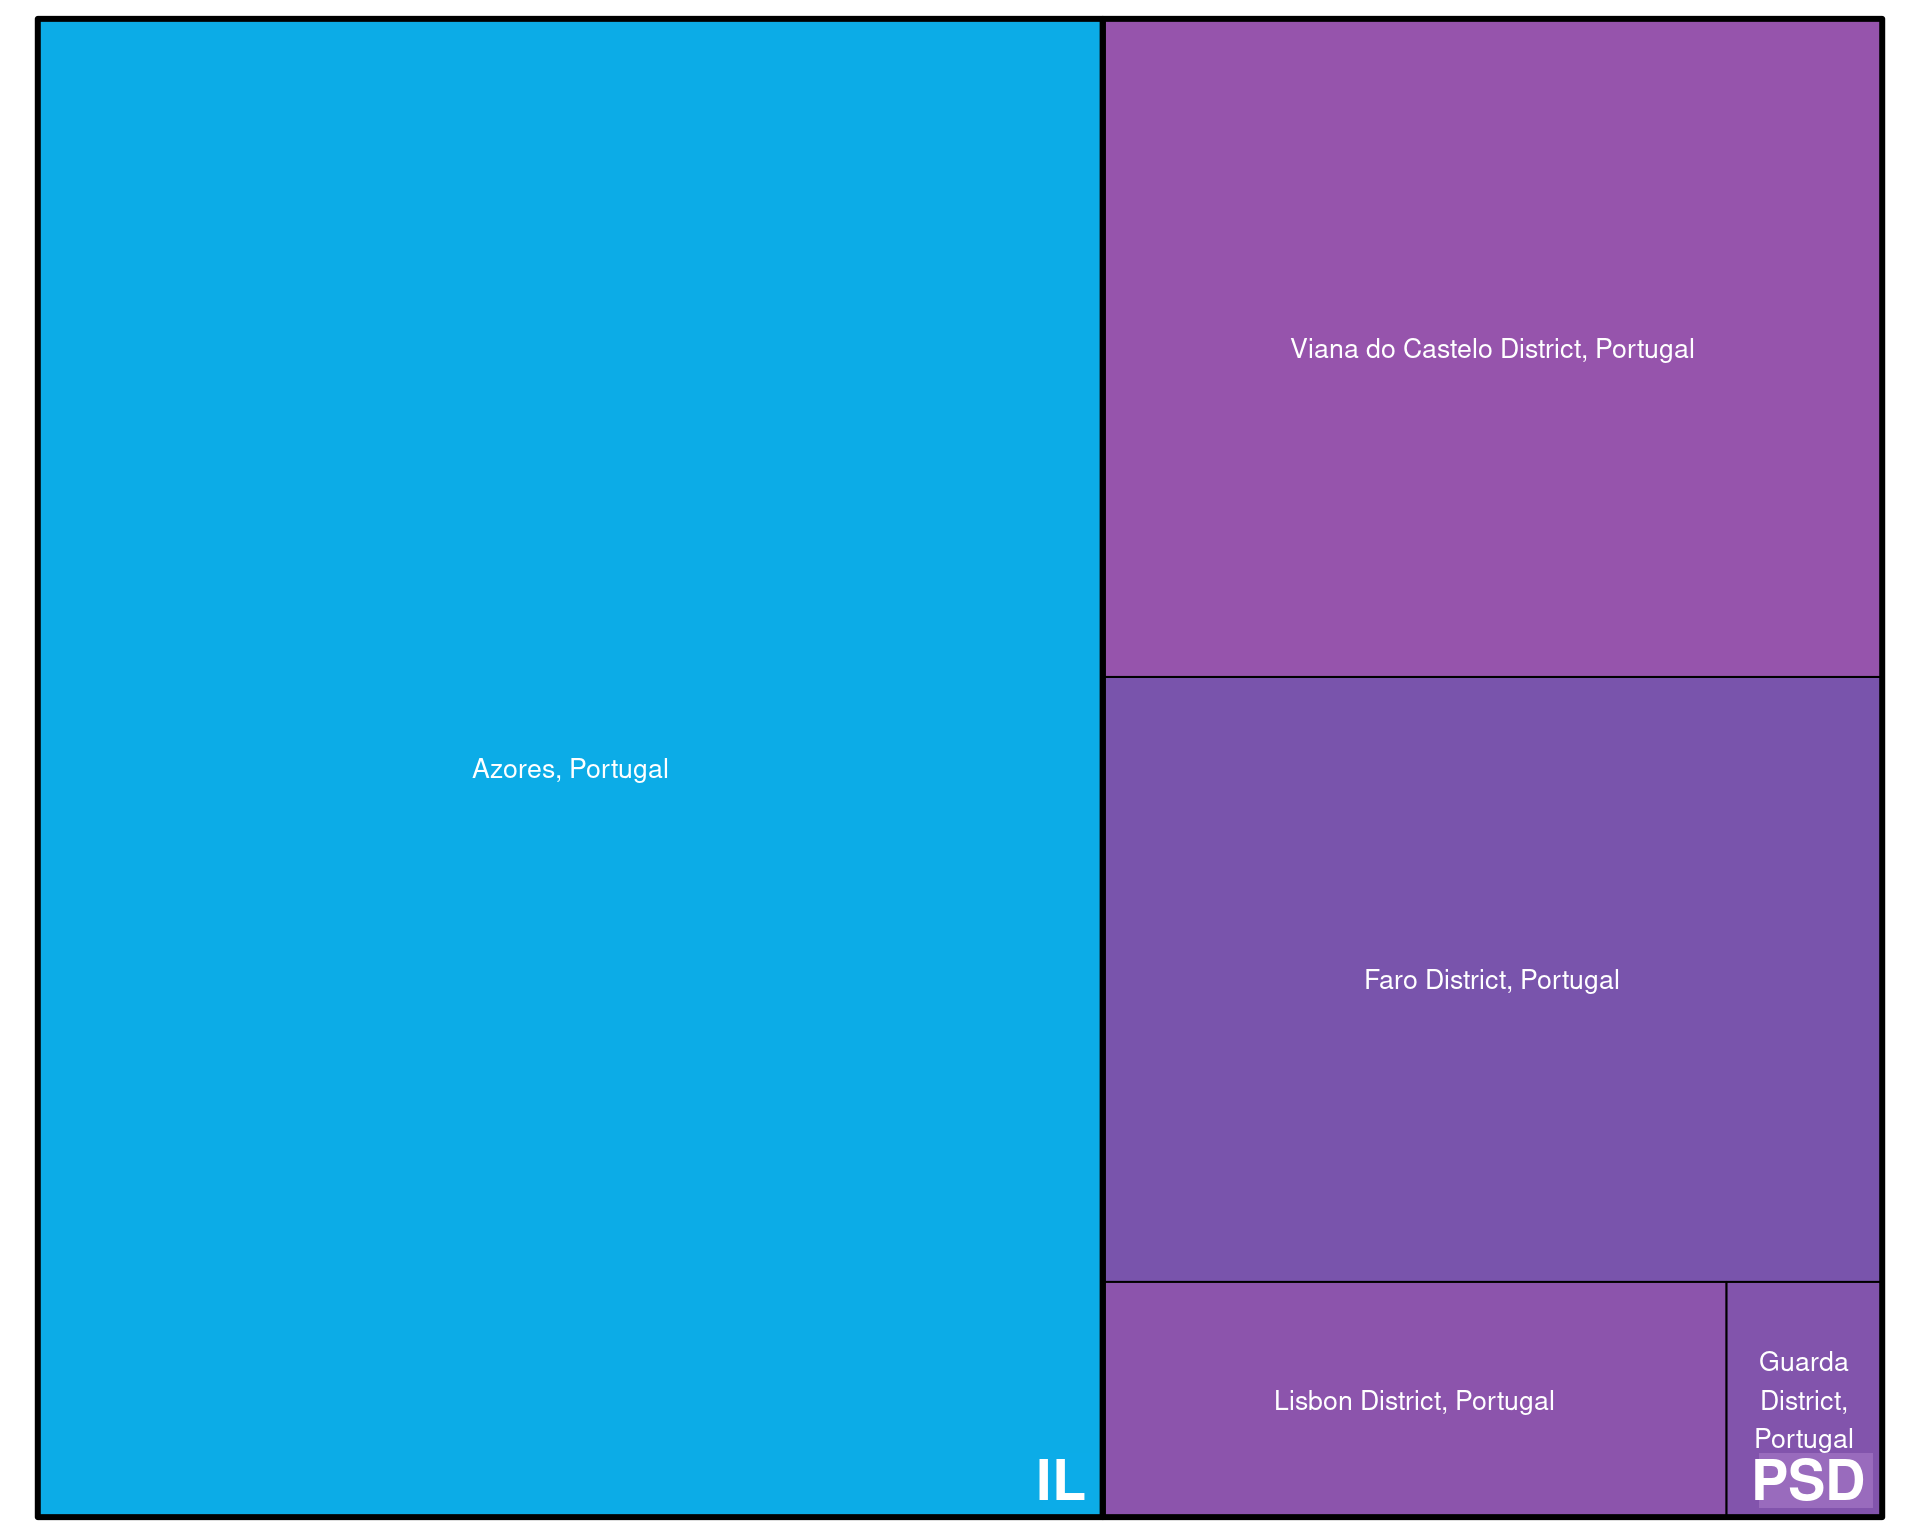 Viana do Castelo District, Portugal
Azores, Portugal
Faro District, Portugal
Lisbon District, Portugal
Guarda
District,
Portugal
IL
PSD